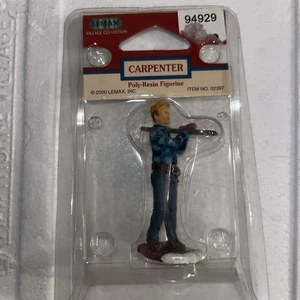 LEMAX
VILLAGE COLLECTION
94929
CARPENTER
Poly-Resin Figurine
© 2000 LEMAX, INC. ITEM NO. 02397